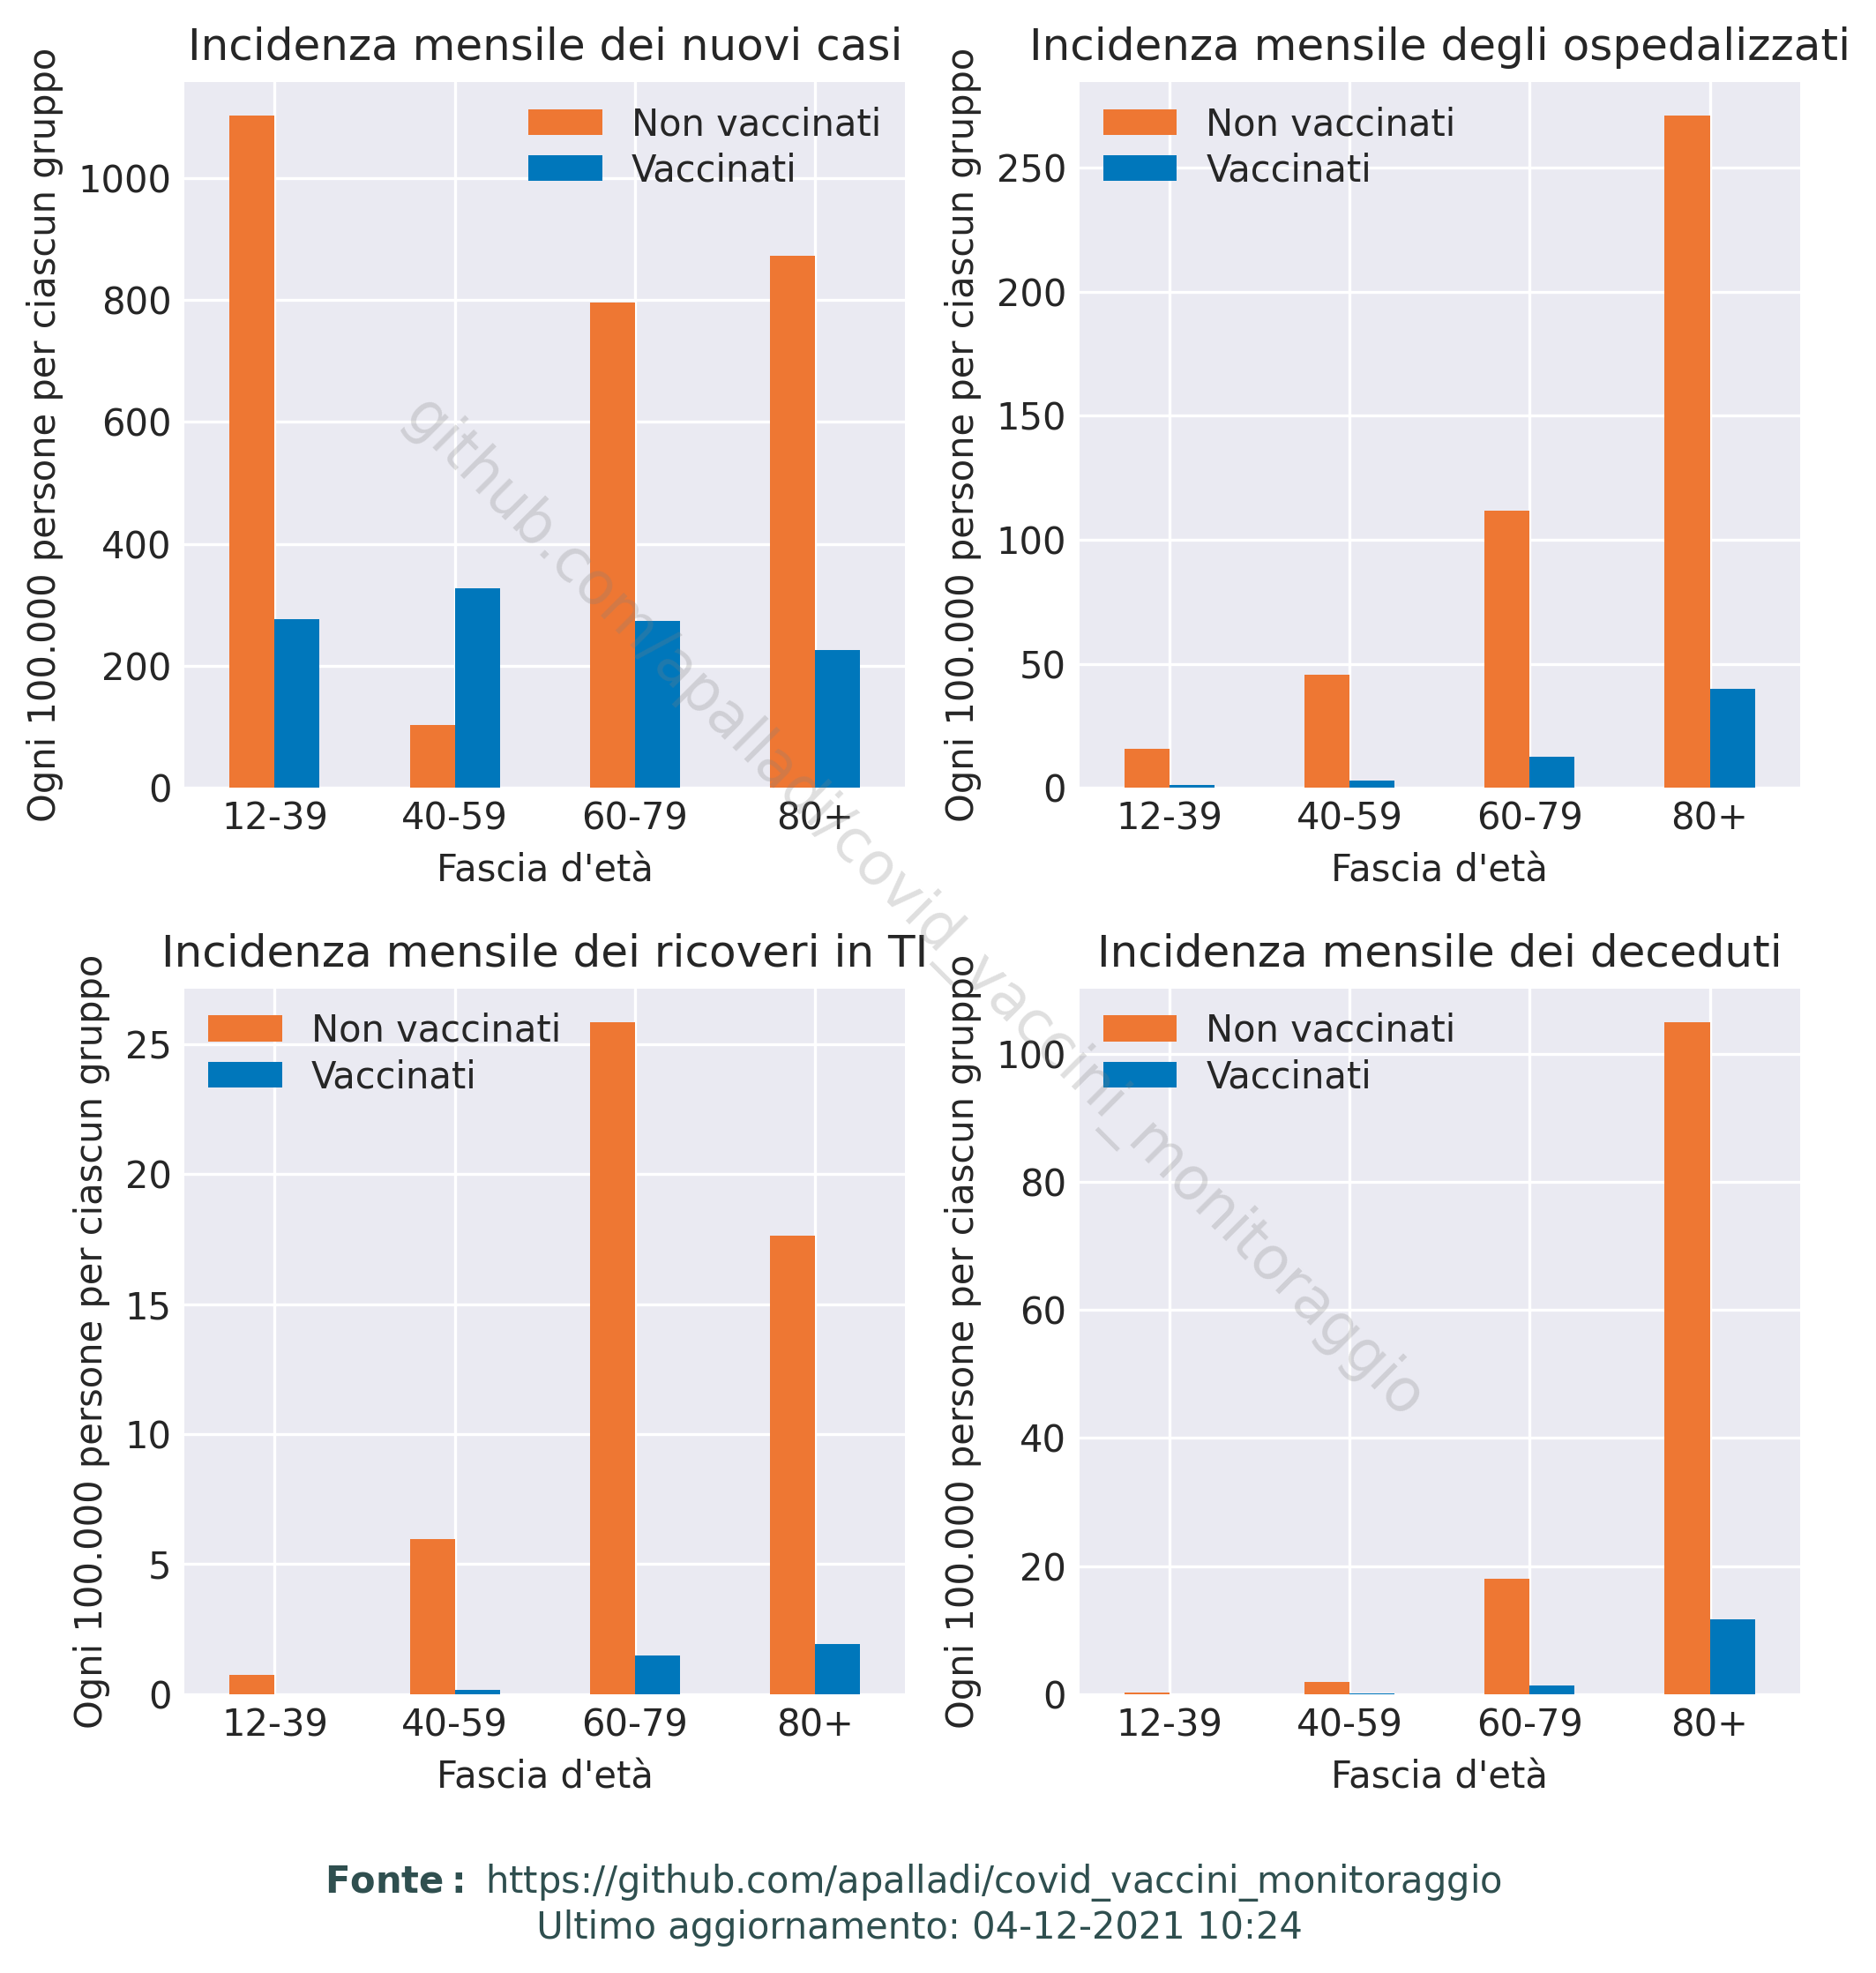 Incidenza mensile dei nuovi casi
Ogni 100.000 persone per ciascun gruppo
Non vaccinati
Vaccinati
1000
800
600
400
200
0
12-39 40-59 60-79 80+
Fascia d'età
Incidenza mensile degli ospedalizzati
Ogni 100.000 persone per ciascun gruppo
Non vaccinati
Vaccinati
250
200
150
100
50
0
12-39 40-59 60-79 80+
Fascia d'età
Incidenza mensile dei ricoveri in TI
Ogni 100.000 persone per ciascun gruppo
Non vaccinati
Vaccinati
25
20
15
10
5
0
12-39 40-59 60-79 80+
Fascia d'età
Incidenza mensile dei deceduti
Ogni 100.000 persone per ciascun gruppo
Non vaccinati
Vaccinati
100
80
60
40
20
0
12-39 40-59 60-79 80+
Fascia d'età
github.com/apalladi/covid_vaccini_monitoraggio
Fonte: https://github.com/apalladi/covid_vaccini_monitoraggio
Ultimo aggiornamento: 04-12-2021 10:24